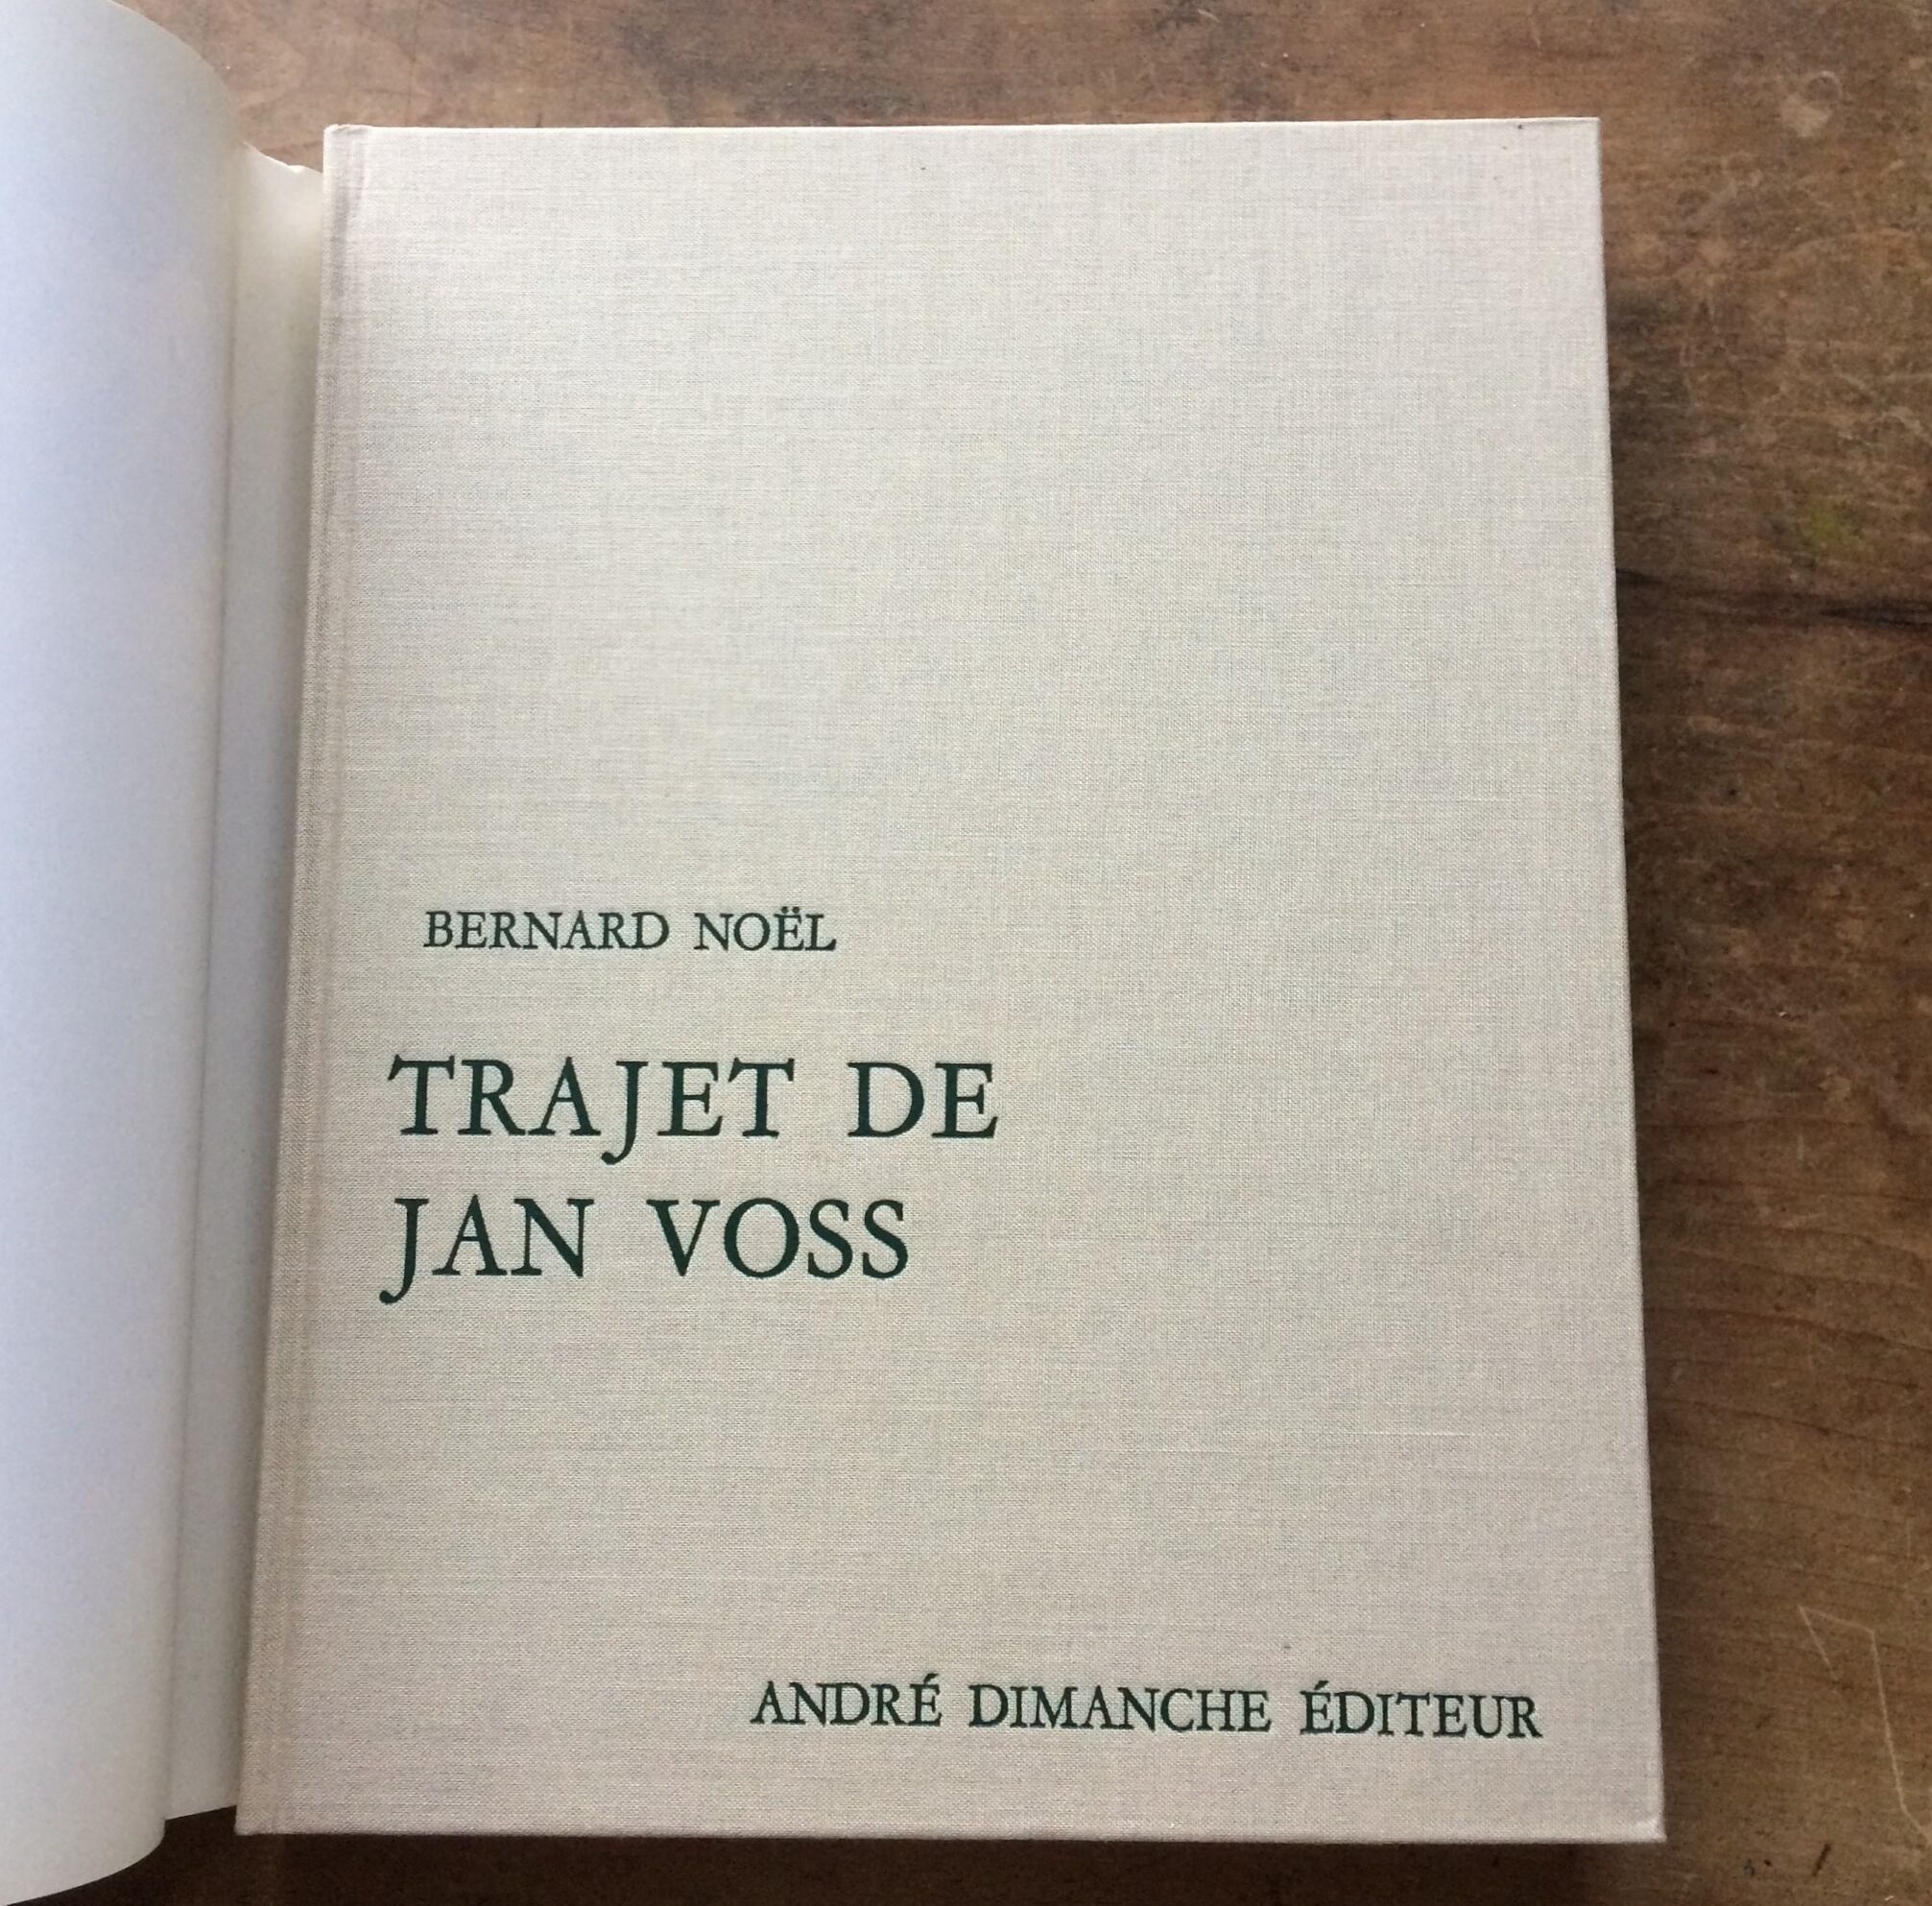 BERNARD NOËL
TRAJET DE
JAN VOSS
ANDRÉ DIMANCHE ÉDITEUR